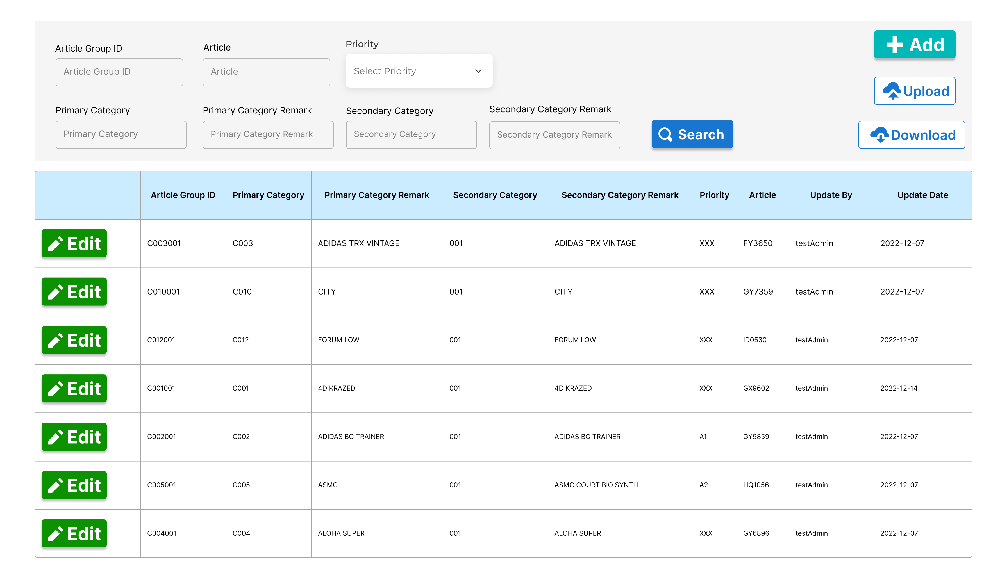 Article Group ID
Article
Priority
Add
Article Group ID
Article
Select Priority
Upload
Primary Category
Primary Category Remark
Secondary Category
Secondary Category Remark
Primary Category
Primary Category Remark
Secondary Category
Secondary Category Remark
Search
Download
Article Group ID Primary Category Primary Category Remark Secondary Category Secondary Category Remark Priority Article Update By Update Date
Edit C003001 C003 ADIDAS TRX VINTAGE 001 ADIDAS TRX VINTAGE XXX FY3650 testAdmin 2022-12-07
Edit C010001 C010 CITY 001 CITY XXX GY7359 testAdmin 2022-12-07
Edit C012001 C012 FORUM LOW 001 FORUM LOW XXX ID0530 testAdmin 2022-12-07
Edit C001001 C001 4D KRAZED 001 4D KRAZED XXX GX9602 testAdmin 2022-12-14
Edit C002001 C002 ADIDAS BC TRAINER 001 ADIDAS BC TRAINER A1 GY9859 testAdmin 2022-12-07
Edit C005001 C005 ASMC 001 ASMC COURT BIO SYNTH A2 HQ1056 testAdmin 2022-12-07
Edit C004001 C004 ALOHA SUPER 001 ALOHA SUPER XXX GY6896 testAdmin 2022-12-07